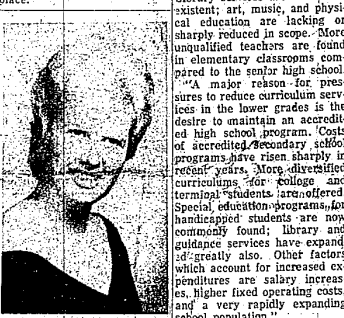 place.
existent; art, music, and physi-
cal education are lacking or
sharply reduced in scope. More
unqualified teachers are found
in elementary classrooms com-
pared to the senior high school.
"A major reason for pres-
sures to reduce curriculum serv-
ices in the lower grades is the
desire to maintain an accredit-
ed high school program. Costs
of accredited secondary school
programs have risen sharply in
recent years. More diversified
curriculums for college and
terminal students are offered.
Special education programs for
handicapped students are now
commonly found; library and
guidance services have expand-
ed greatly also. Other factors
which account for increased ex-
penditures are salary increas-
es, higher fixed operating costs
and a very rapidly expanding
school population."